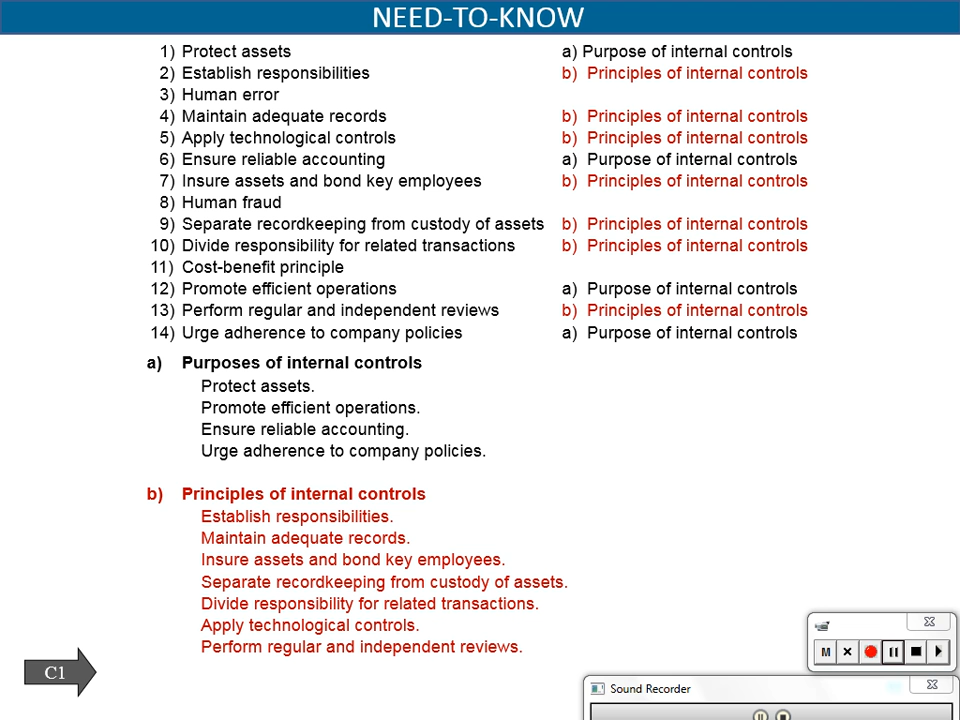 NEED-TO-KNOW
1) Protect assets a) Purpose of internal controls
2) Establish responsibilities b) Principles of internal controls
3) Human error
4) Maintain adequate records b) Principles of internal controls
5) Apply technological controls b) Principles of internal controls
6) Ensure reliable accounting a) Purpose of internal controls
7) Insure assets and bond key employees b) Principles of internal controls
8) Human fraud
9) Separate recordkeeping from custody of assets b) Principles of internal controls
10) Divide responsibility for related transactions b) Principles of internal controls
11) Cost-benefit principle
12) Promote efficient operations a) Purpose of internal controls
13) Perform regular and independent reviews b) Principles of internal controls
14) Urge adherence to company policies a) Purpose of internal controls
a) Purposes of internal controls
Protect assets.
Promote efficient operations.
Ensure reliable accounting.
Urge adherence to company policies.
b) Principles of internal controls
Establish responsibilities.
Maintain adequate records.
Insure assets and bond key employees.
Separate recordkeeping from custody of assets.
Divide responsibility for related transactions.
Apply technological controls.
Perform regular and independent reviews.
M
C1
Sound Recorder